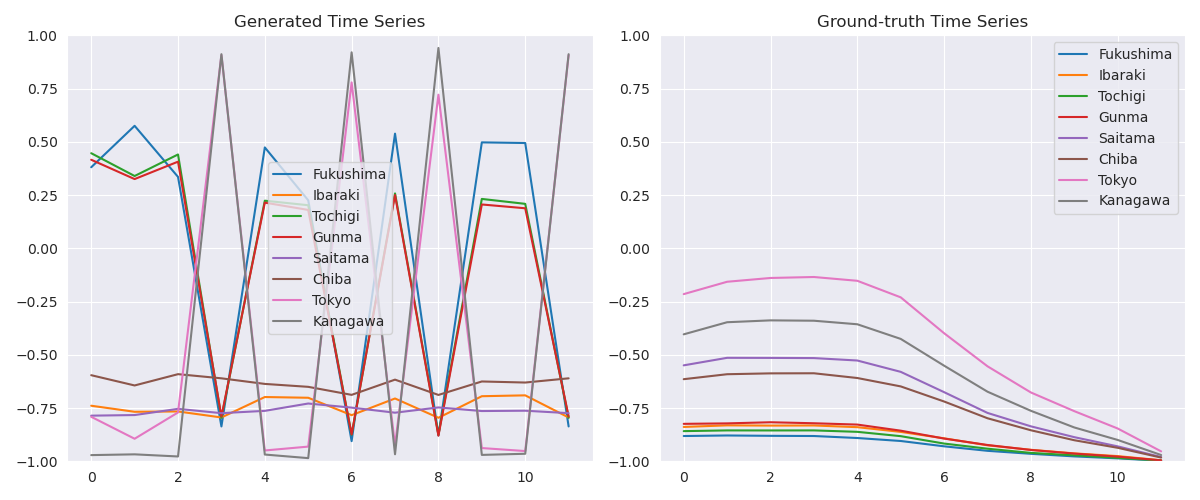 Generated Time Series
1.00
0.75
0.50
0.25
0.00
−0.25
−0.50
−0.75
−1.00
0 2 4 6 8 10
Fukushima
Ibaraki
Tochigi
Gunma
Saitama
Chiba
Tokyo
Kanagawa
Ground-truth Time Series
1.00
0.75
0.50
0.25
0.00
−0.25
−0.50
−0.75
−1.00
0 2 4 6 8 10
Fukushima
Ibaraki
Tochigi
Gunma
Saitama
Chiba
Tokyo
Kanagawa